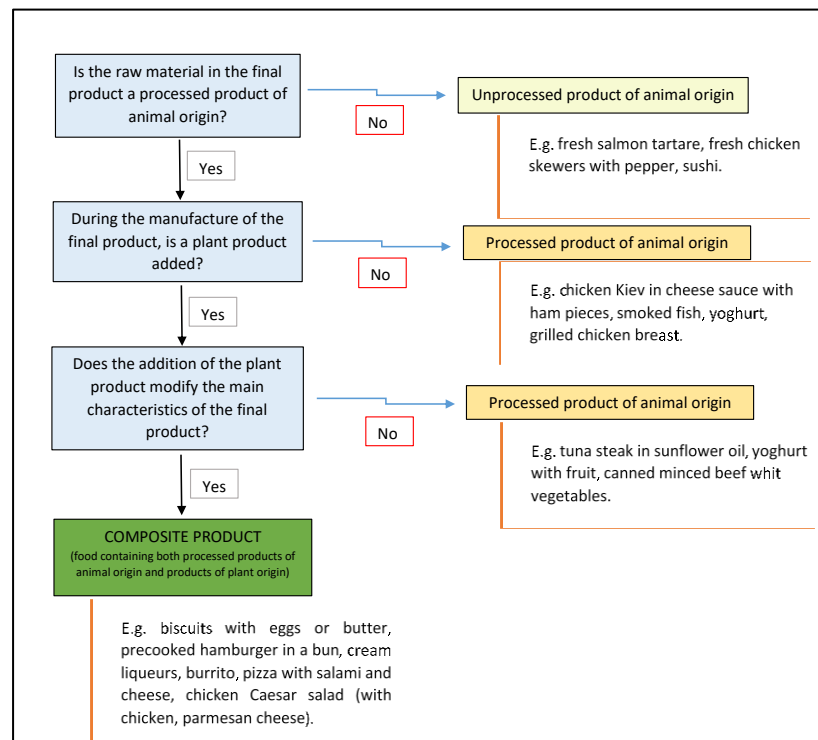 Is the raw material in the final
product a processed product of
animal origin?
No
Unprocessed product of animal origin
E.g. fresh salmon tartare, fresh chicken
skewers with pepper, sushi.
Yes
During the manufacture of the
final product, is a plant product
added?
No
Processed product of animal origin
E.g. chicken Kiev in cheese sauce with
ham pieces, smoked fish, yoghurt,
grilled chicken breast.
Yes
Does the addition of the plant
product modify the main
characteristics of the final
product?
No
Processed product of animal origin
E.g. tuna steak in sunflower oil, yoghurt
with fruit, canned minced beef whit
vegetables.
Yes
COMPOSITE PRODUCT
(food containing both processed products of
animal origin and products of plant origin)
E.g. biscuits with eggs or butter,
precooked hamburger in a bun, cream
liqueurs, burrito, pizza with salami and
cheese, chicken Caesar salad (with
chicken, parmesan cheese).